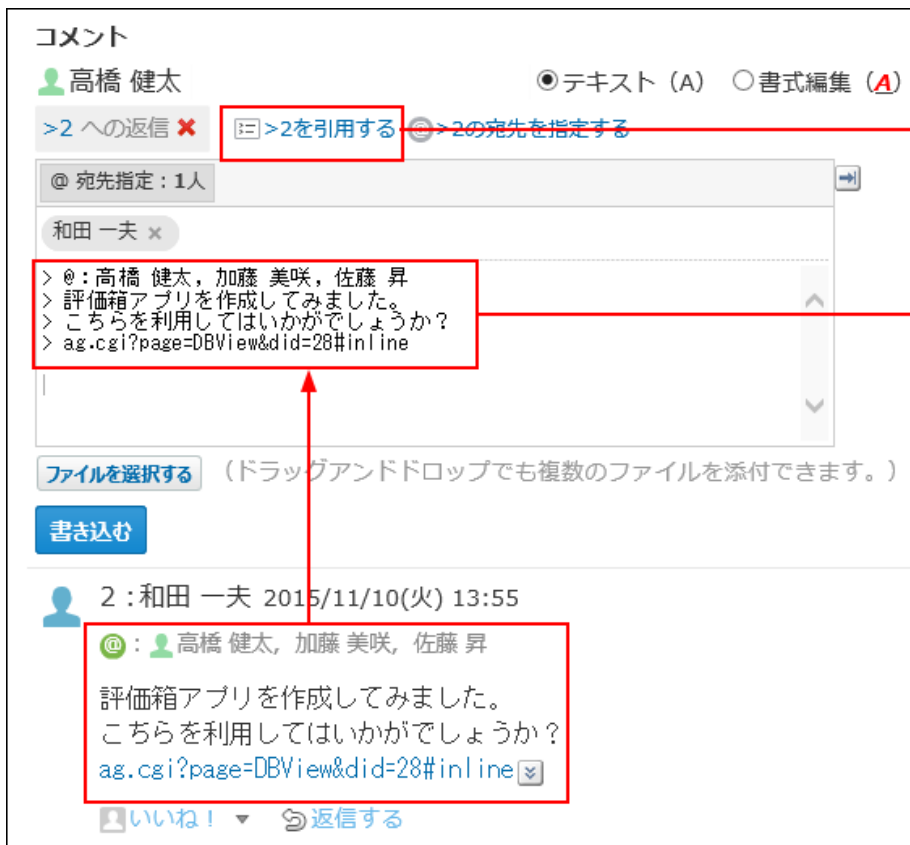 コメント
高橋 健太 テキスト（A） 書式編集（A）
>2 への返信 >2を引用する @>2の宛先を指定する
@ 宛先指定：1人
和田 一夫 ×
> @：高橋 健太, 加藤 美咲, 佐藤 昇
> 評価箱アプリを作成してみました。
> こちらを利用してはいかがでしょうか？
> ag.cgi?page=DBView&did=28#inline
ファイルを選択する （ドラッグアンドドロップでも複数のファイルを添付できます。）
書き込む
2：和田 一夫 2015/11/10(火) 13:55
@：高橋 健太, 加藤 美咲, 佐藤 昇
評価箱アプリを作成してみました。
こちらを利用してはいかがでしょうか？
ag.cgi?page=DBView&did=28#inline
いいね！ ▼ 返信する